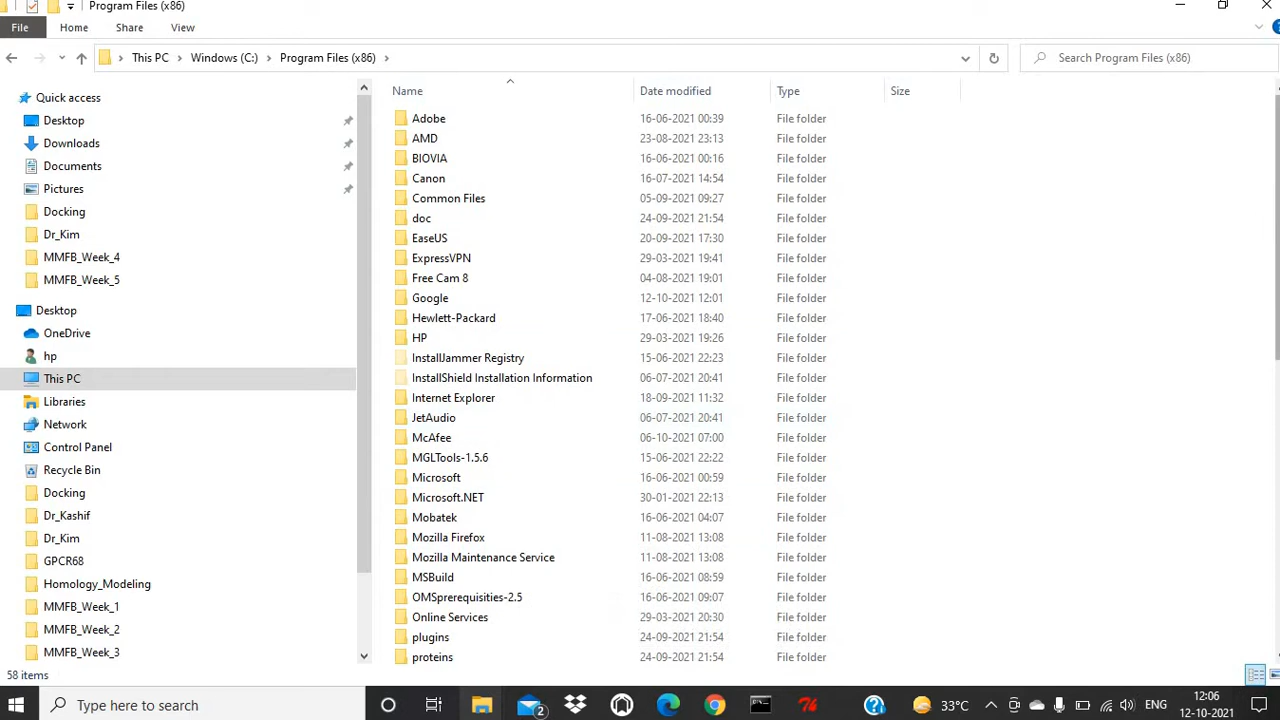 Program Files (x86)
File Home Share View
This PC Windows (C:) Program Files (x86) Search Program Files (x86)
Quick access
Desktop
Downloads
Documents
Pictures
Docking
Dr_Kim
MMFB_Week_4
MMFB_Week_5
Desktop
OneDrive
hp
This PC
Libraries
Network
Control Panel
Recycle Bin
Docking
Dr_Kashif
Dr_Kim
GPCR68
Homology_Modeling
MMFB_Week_1
MMFB_Week_2
MMFB_Week_3
Name Date modified Type Size
Adobe 16-06-2021 00:39 File folder
AMD 23-08-2021 23:13 File folder
BIOVIA 16-06-2021 00:16 File folder
Canon 16-07-2021 14:54 File folder
Common Files 05-09-2021 09:27 File folder
doc 24-09-2021 21:54 File folder
EaseUS 20-09-2021 17:30 File folder
ExpressVPN 29-03-2021 19:41 File folder
Free Cam 8 04-08-2021 19:01 File folder
Google 12-10-2021 12:01 File folder
Hewlett-Packard 17-06-2021 18:40 File folder
HP 29-03-2021 19:26 File folder
InstallJammer Registry 15-06-2021 22:23 File folder
InstallShield Installation Information 06-07-2021 20:41 File folder
Internet Explorer 18-09-2021 11:32 File folder
JetAudio 06-07-2021 20:41 File folder
McAfee 06-10-2021 07:00 File folder
MGLTools-1.5.6 15-06-2021 22:22 File folder
Microsoft 16-06-2021 00:59 File folder
Microsoft.NET 30-01-2021 22:13 File folder
Mobatek 16-06-2021 04:07 File folder
Mozilla Firefox 11-08-2021 13:08 File folder
Mozilla Maintenance Service 11-08-2021 13:08 File folder
MSBuild 16-06-2021 08:59 File folder
OMSprerequisities-2.5 16-06-2021 09:07 File folder
Online Services 29-03-2021 20:30 File folder
plugins 24-09-2021 21:54 File folder
proteins 24-09-2021 21:54 File folder
58 items
Type here to search 2 33°C ENG 12:06
12-10-2021